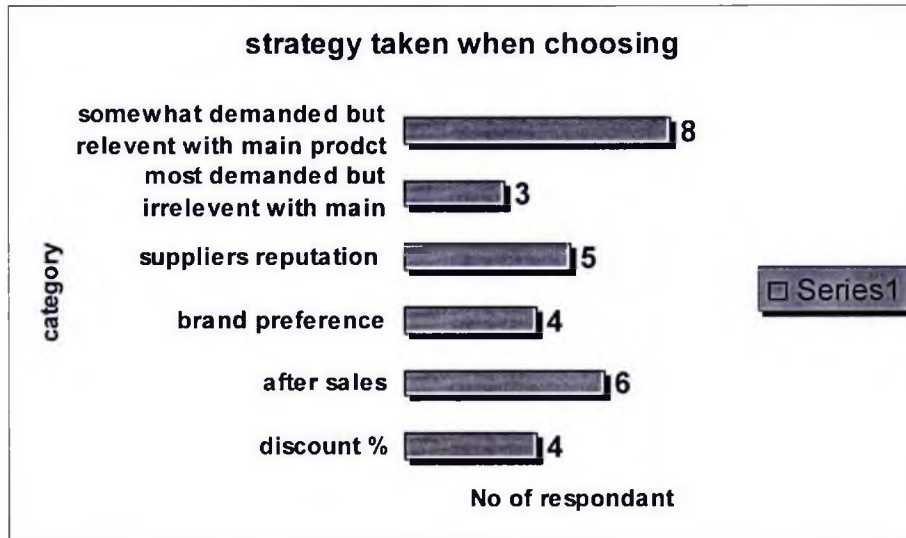 strategy taken when choosing
somewhat demanded but
relevent with main prodct
8
most demanded but
irrelevent with main
3
suppliers reputation
5
brand preference
4
after sales
6
discount %
4
category
No of respondant
Series1